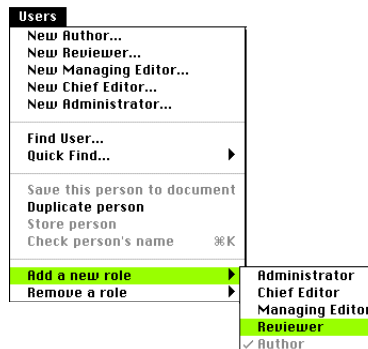 Users
New Author...
New Reviewer...
New Managing Editor...
New Chief Editor...
New Administrator...
Find User...
Quick Find...
Save this person to document
Duplicate person
Store person
Check person's name ⌘K
Add a new role
Remove a role
Administrator
Chief Editor
Managing Editor
Reviewer
✓ Author